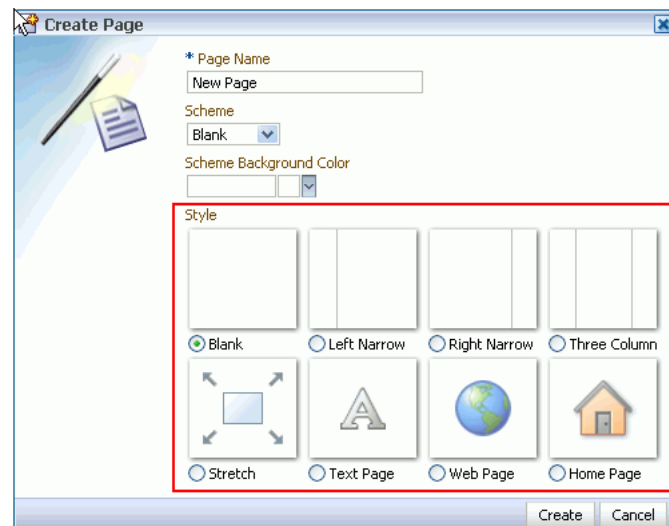 Create Page
* Page Name
New Page
Scheme
Blank
Scheme Background Color
Style
Blank
Left Narrow
Right Narrow
Three Column
Stretch
Text Page
Web Page
Home Page
Create
Cancel